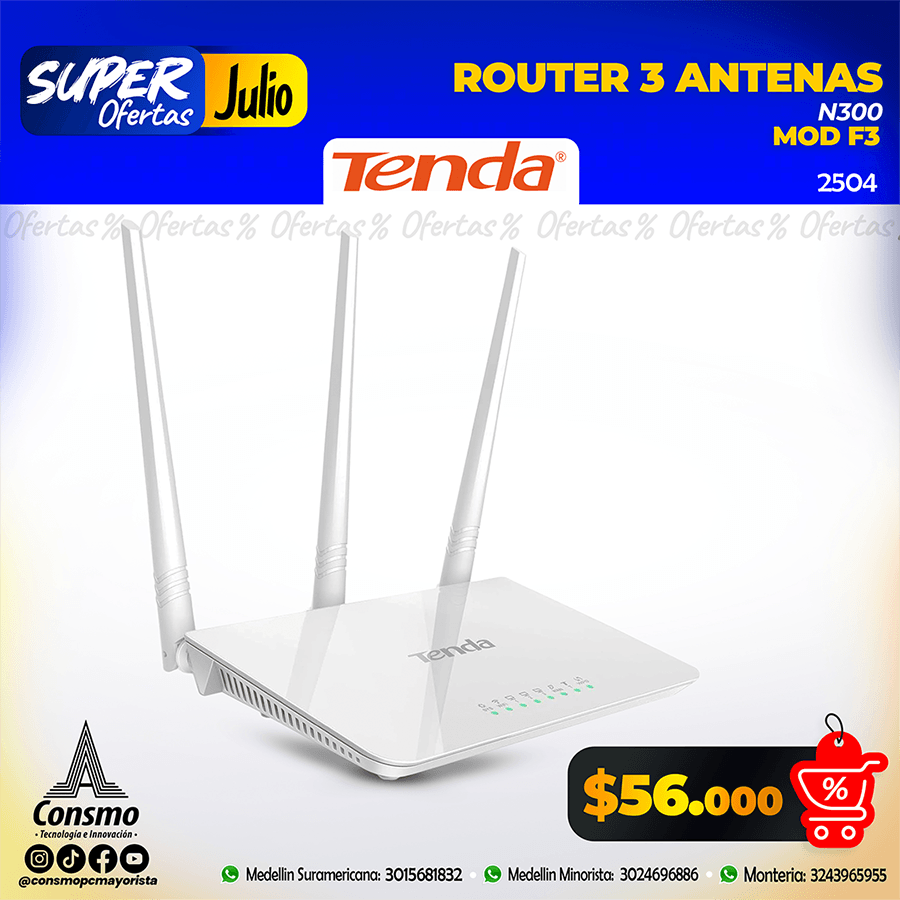 SUPER
Ofertas
Julio
ROUTER 3 ANTENAS
N300
MOD F3
Tenda®
2504
Ofertas % Ofertas % Ofertas % Ofertas % Ofertas % Ofertas % Ofertas
Tenda
$56.000
%
Consmo
• Tecnología e Innovación •
@consmopcmayorista
Medellin Suramericana: 3015681832 • Medellin Minorista: 3024696886 • Monteria: 3243965955